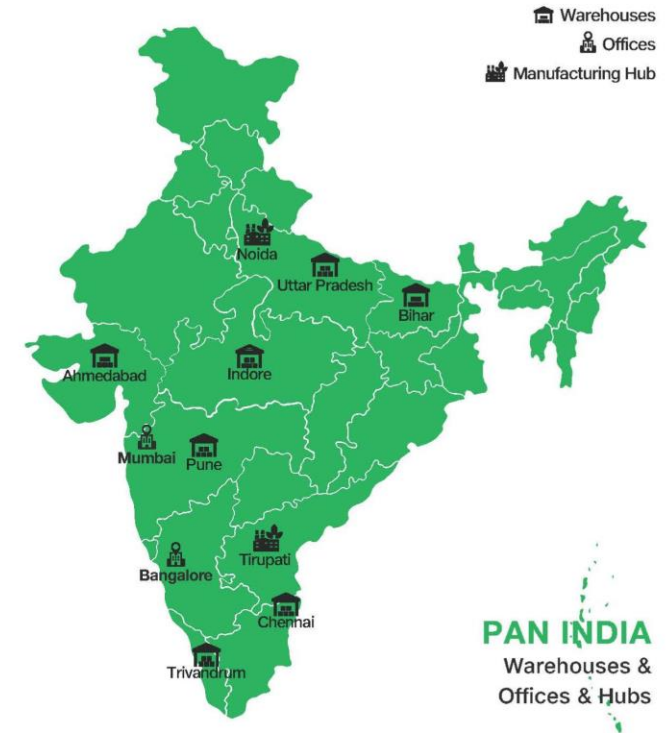 Warehouses
Offices
Manufacturing Hub
Noida
Uttar Pradesh
Bihar
Ahmedabad
Indore
Mumbai
Pune
Tirupati
Bangalore
Chennai
Trivandrum
PAN INDIA
Warehouses &
Offices & Hubs